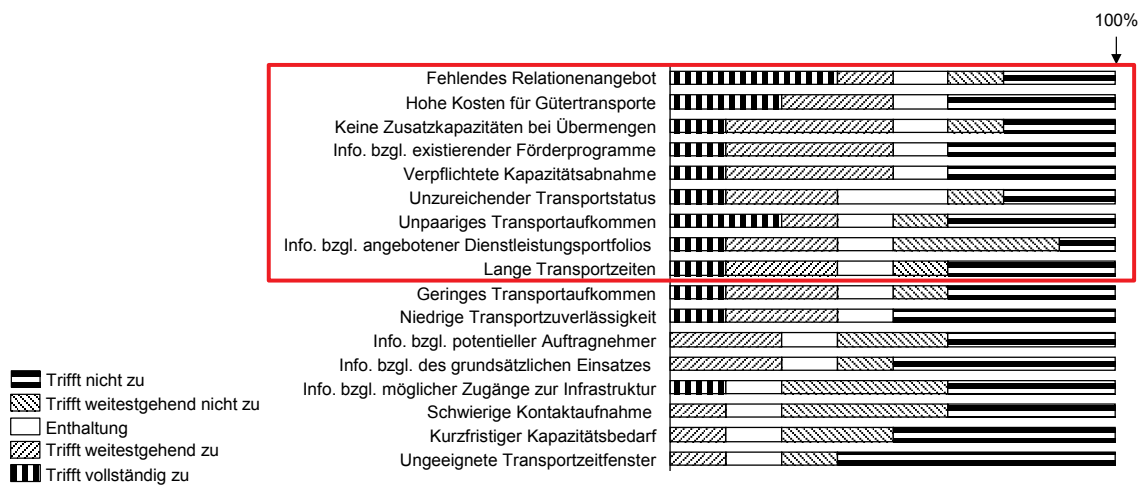 100%
Fehlendes Relationenangebot
Hohe Kosten für Gütertransporte
Keine Zusatzkapazitäten bei Übermengen
Info. bzgl. existierender Förderprogramme
Verpflichtete Kapazitätsabnahme
Unzureichender Transportstatus
Unpaariges Transportaufkommen
Info. bzgl. angebotener Dienstleistungsportfolios
Lange Transportzeiten
Geringes Transportaufkommen
Niedrige Transportzuverlässigkeit
Info. bzgl. potentieller Auftragnehmer
Info. bzgl. des grundsätzlichen Einsatzes
Info. bzgl. möglicher Zugänge zur Infrastruktur
Schwierige Kontaktaufnahme
Kurzfristiger Kapazitätsbedarf
Ungeeignete Transportzeitfenster
Trifft nicht zu
Trifft weitestgehend nicht zu
Enthaltung
Trifft weitestgehend zu
Trifft vollständig zu